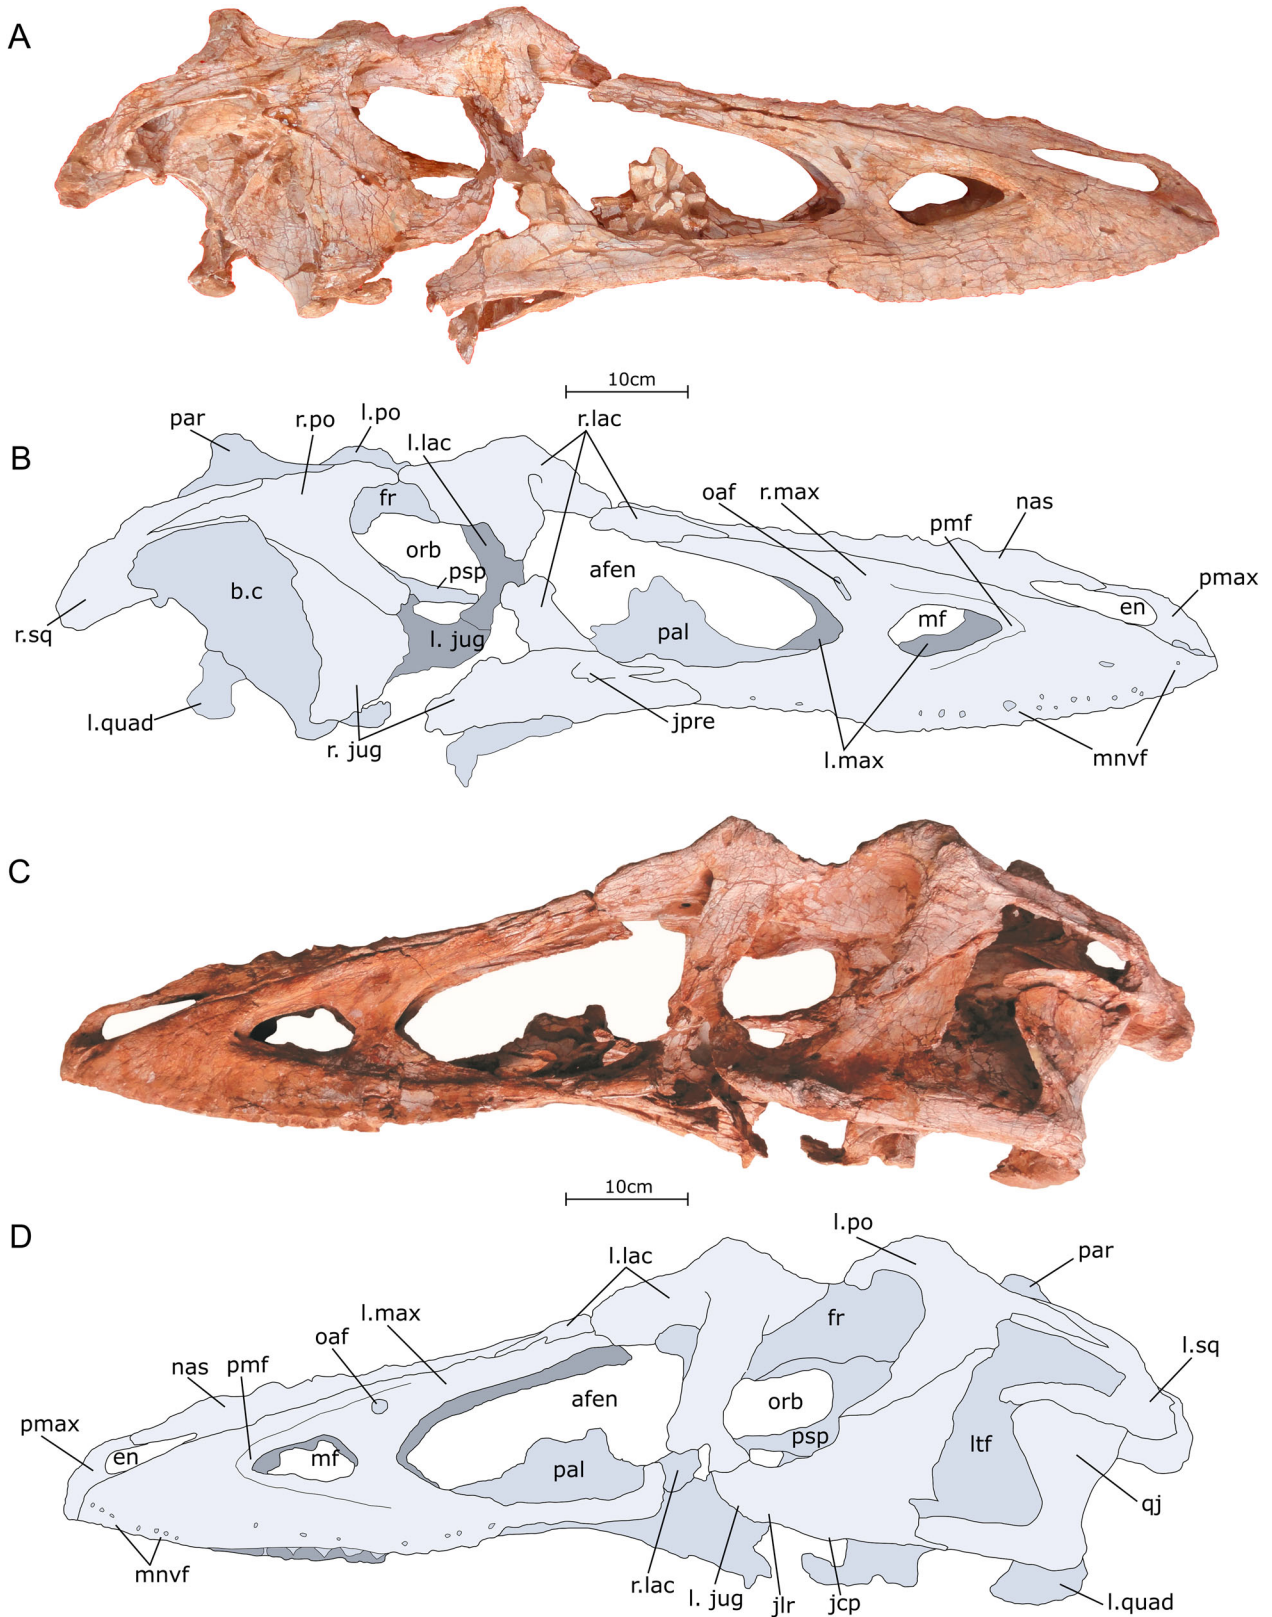 A
10cm
B
par
r.po
l.po
l.lac
r.lac
oaf
r.max
nas
pmf
pmax
fr
orb
psp
afen
en
b.c
l. jug
pal
mf
r.sq
l.quad
r. jug
jpre
l.max
mnvf
C
10cm
D
l.po
par
l.lac
l.max
oaf
fr
nas
pmf
l.sq
pmax
afen
orb
en
mf
psp
ltf
pal
qj
mnvf
r.lac
l. jug
jlr
jcp
l.quad